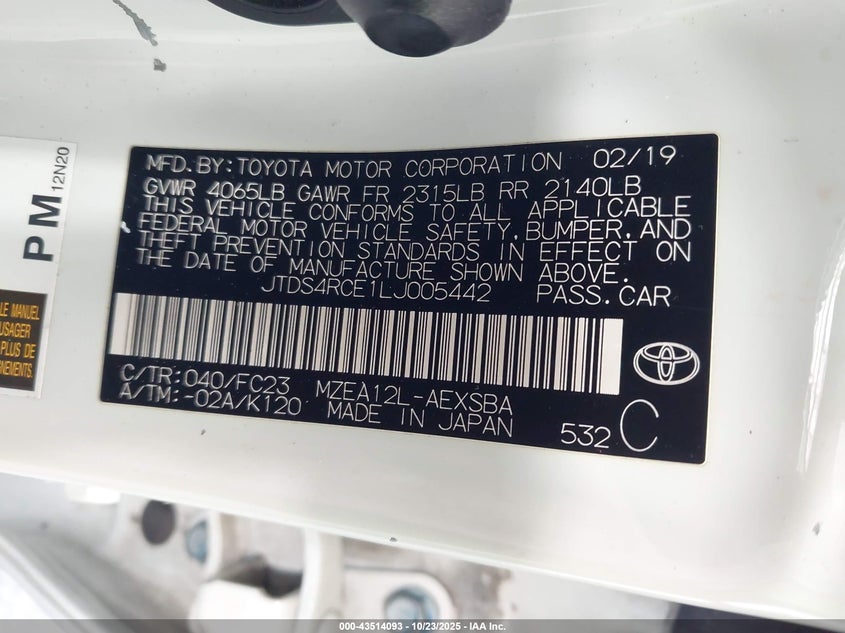 MFD. BY: TOYOTA MOTOR CORPORATION 02/19
GVWR 4065LB GAWR FR 2315LB RR 2140LB
THIS VEHICLE CONFORMS TO ALL APPLICABLE
FEDERAL MOTOR VEHICLE SAFETY, BUMPER, AND
THEFT PREVENTION STANDARDS IN EFFECT ON
THE DATE OF MANUFACTURE SHOWN ABOVE.
JTDS4RCE1LJ005442 PASS.CAR
C/TR: 040/FC23 MZEA12L-AEXSBA
A/TM: -02A/K120 MADE IN JAPAN
532 C
PM 12N20
LE MANUEL
USAGER
PLUS DE
000-43514093 - 10/23/2025 - IAA Inc.